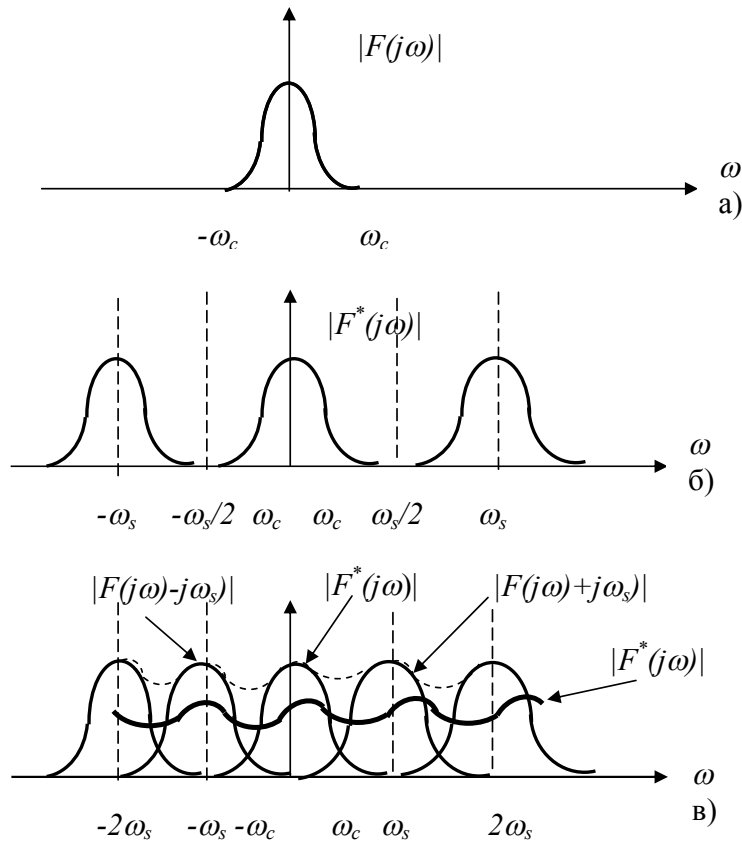 |F(jω)|
ω
а)
-ω_c ω_c
|F^*(jω)|
ω
б)
-ω_s -ω_s/2 ω_c ω_c ω_s/2 ω_s
|F(jω)-jω_s)| |F^*(jω)| |F(jω)+jω_s)|
|F^*(jω)|
ω
в)
-2ω_s -ω_s -ω_c ω_c ω_s 2ω_s